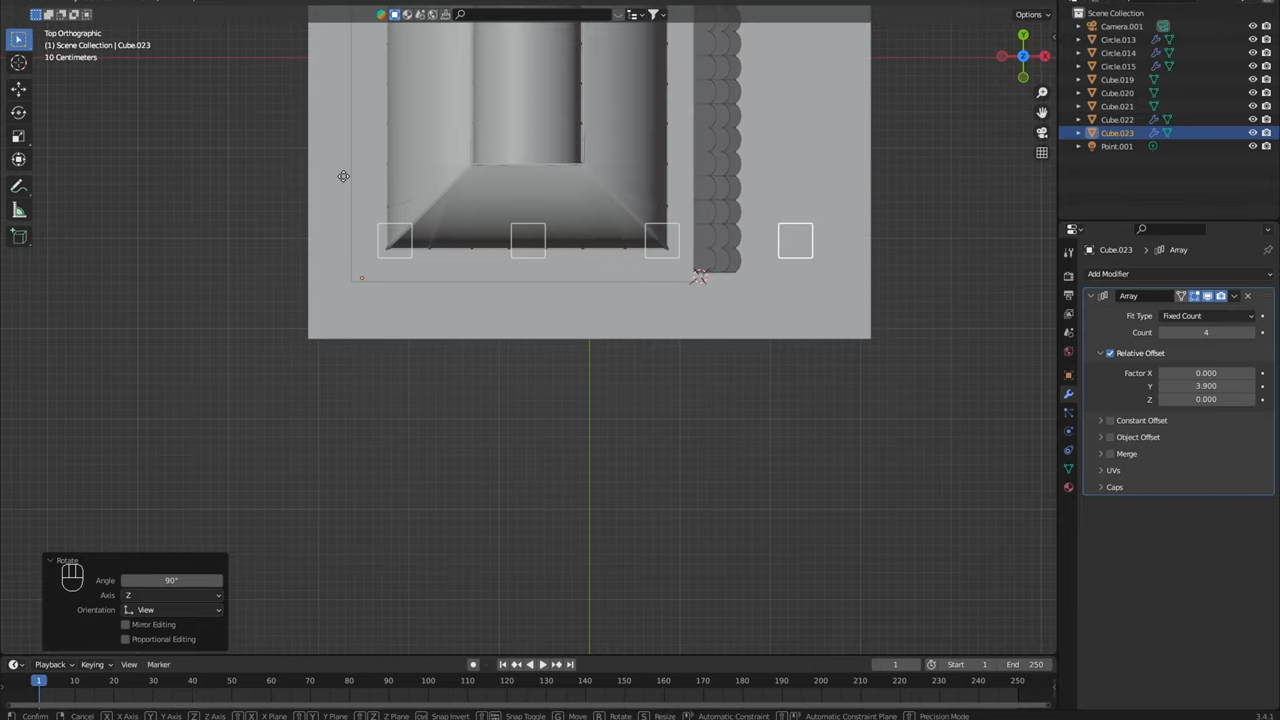 Options
Top Orthographic
(1) Scene Collection | Cube.023
10 Centimeters
Y
X
Z
Scene Collection
Camera.001
Circle.013
Circle.014
Circle.015
Cube.019
Cube.020
Cube.021
Cube.022
Cube.023
Point.001
Cube.023 > Array
Add Modifier
Array
Fit Type Fixed Count
Count 4
Relative Offset
Factor X 0.000
Y 3.900
Z 0.000
Constant Offset
Object Offset
Merge
UVs
Caps
Rotate
Angle 90°
Axis Z
Orientation View
Mirror Editing
Proportional Editing
Playback Keying View Marker
1 Start 1 End 250
1 10 20 30 40 50 60 70 80 90 100 110 120 130 140 150 160 170 180 190 200 210 220 230 240 250
Confirm Cancel X X Axis Y Y Axis Z Z Axis X X Plane Y Y Plane Z Z Plane Ctrl Snap Invert Snap Toggle G Move R Rotate S Resize Automatic Constraint Automatic Constraint Plane Precision Mode
3.4.1